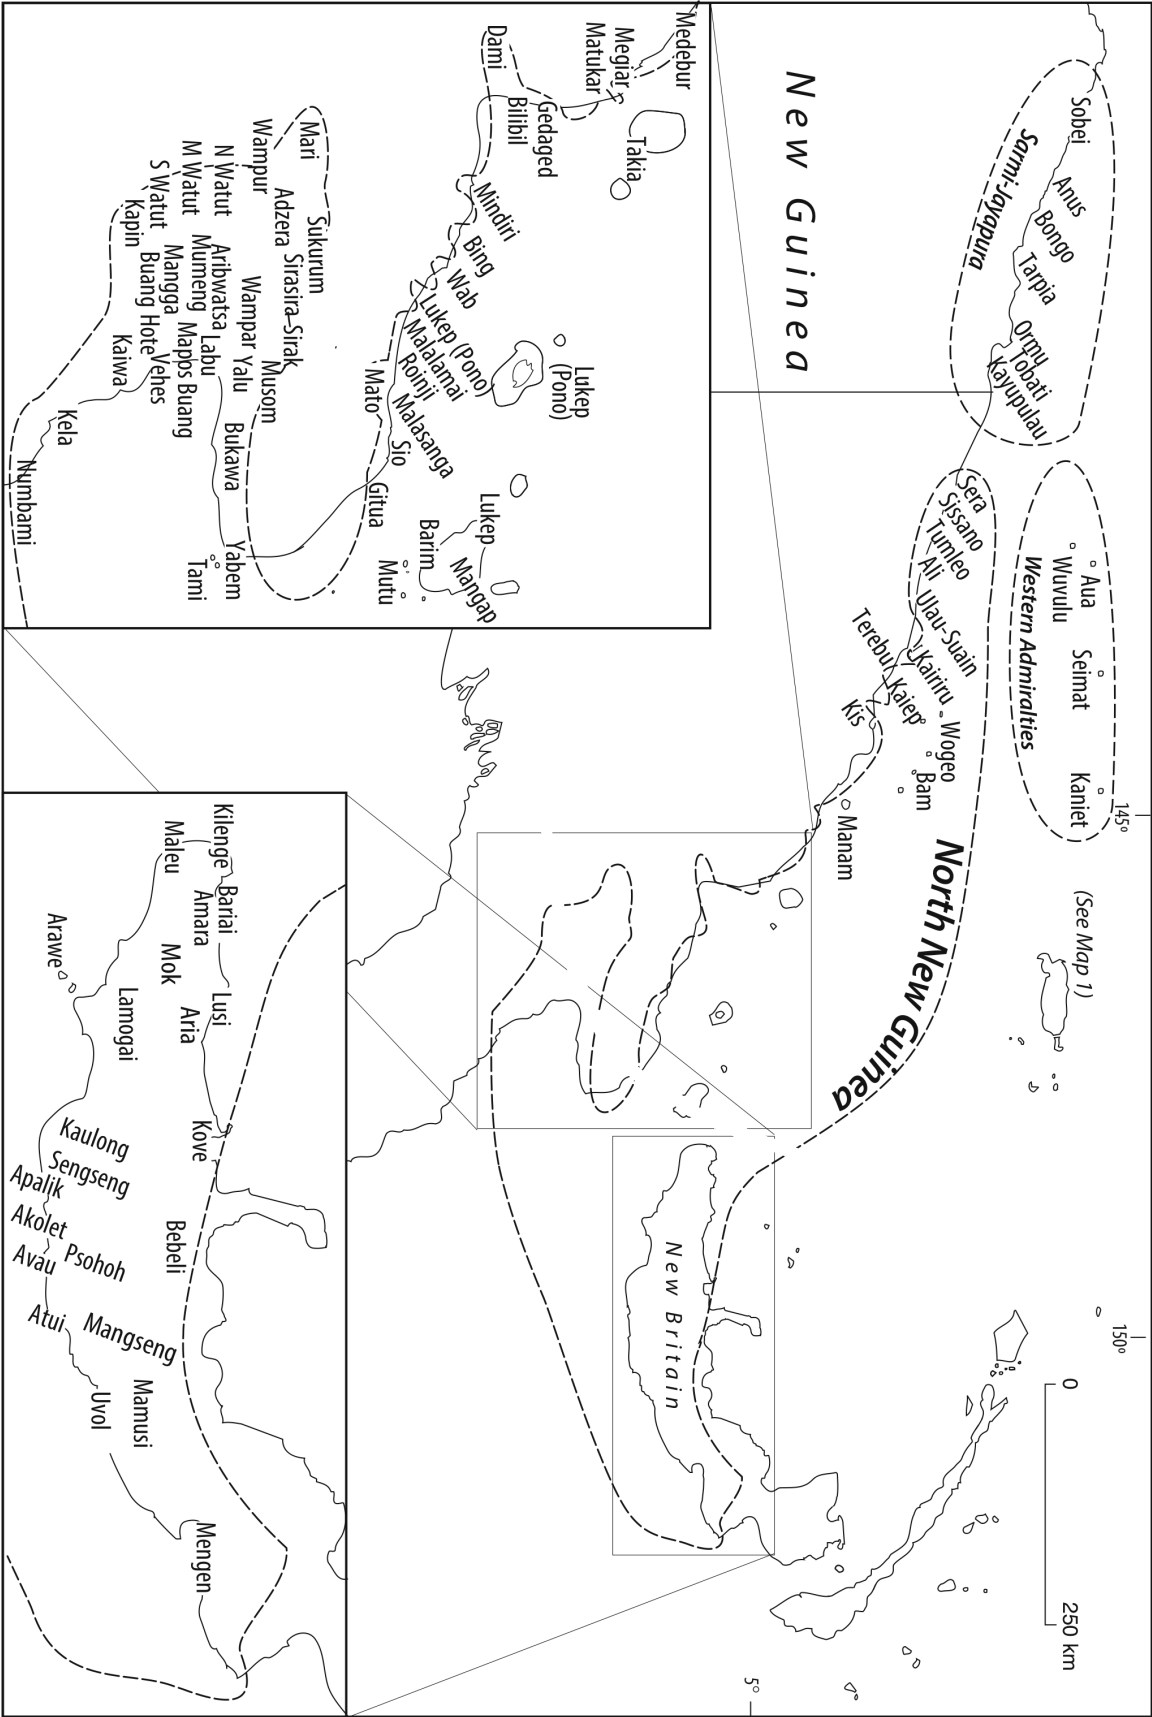 Sobej
Anus
Bongo
Tarpia
Ormu
Tobati
Kayupulau
Sarmi-Jayapura
Aua
Wuvulu
Seimat
Kaniet
Western Admiralties
145°
(See Map 1)
150°
0
250 km
5°
New Guinea
Sera
Sissano
Tumleo
Ali
Ulau-Suain
Kairiru
Terebu
Kaiep
Kis
Wogeo
Bam
Manam
North New Guinea
New Britain
Medebur
Megiar
Matukar
Takia
Dami
Gedaged
Bilibil
Mindiri
Bing
Wab
Lukep (Pono)
Malalamai
Roinji
Malasanga
Mato
Sio
Gitua
Lukep
(Pono)
Lukep
Barim
Mangap
Mutu
Mari
Wampur
Sukurum
Adzera
Sirasira–Sirak
N Watut
M Watut
S Watut
Wampar
Yalu
Musom
Aribwatsa
Labu
Mumeng
Mapos Buang
Mangga
Buang
Vehes
Kapin
Hote
Kaiwa
Bukawa
Yabem
Tami
Kela
Numbami
Kilenge
Maleu
Bariai
Amara
Mok
Lusi
Aria
Arawe
Lamogai
Kove
Kaulong
Sengseng
Apalik
Akolet
Avau
Psohoh
Bebeli
Atui
Mangseng
Mamusi
Uvol
Mengen